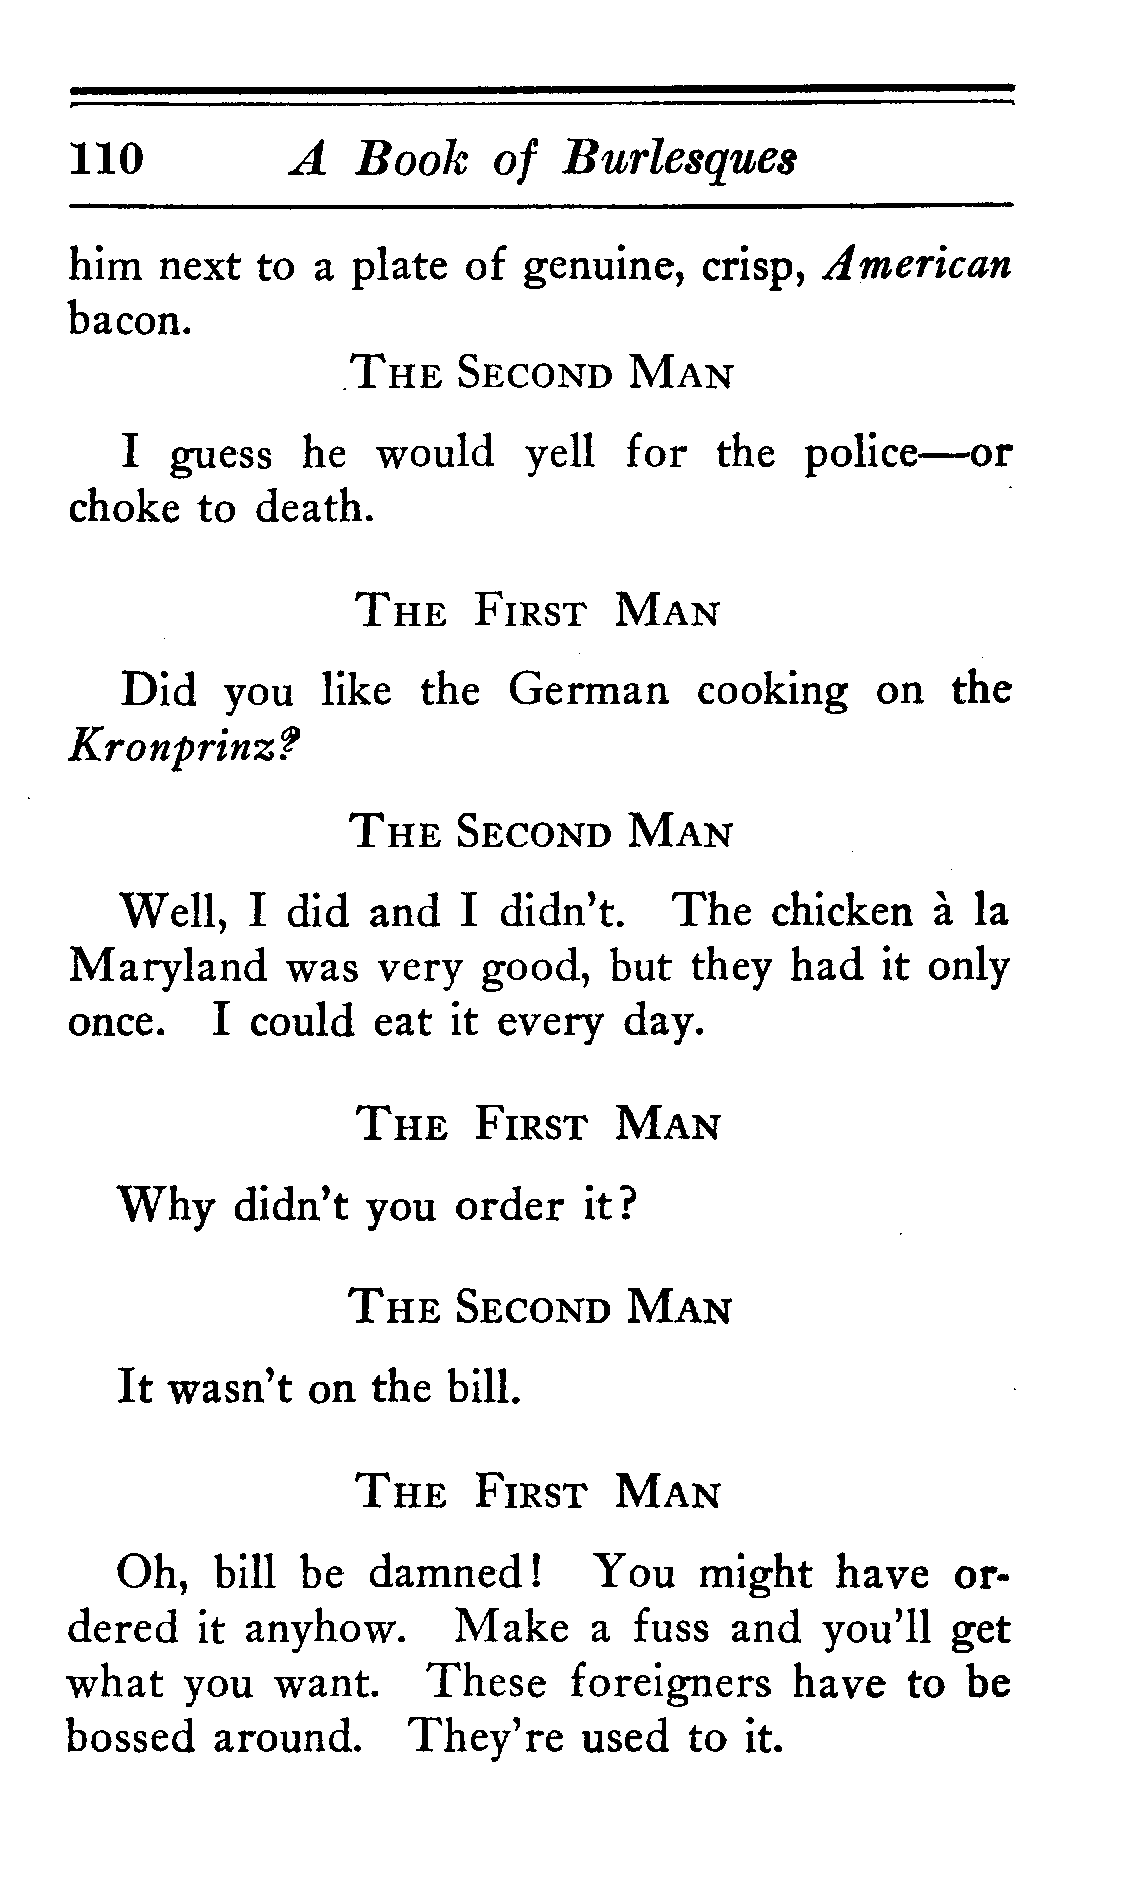 110 A Book of Burlesques
him next to a plate of genuine, crisp, American
bacon.
The Second Man
I guess he would yell for the police—or
choke to death.
The First Man
Did you like the German cooking on the
Kronprinz?
The Second Man
Well, I did and I didn't. The chicken à la
Maryland was very good, but they had it only
once. I could eat it every day.
The First Man
Why didn't you order it?
The Second Man
It wasn't on the bill.
The First Man
Oh, bill be damned! You might have or-
dered it anyhow. Make a fuss and you'll get
what you want. These foreigners have to be
bossed around. They're used to it.